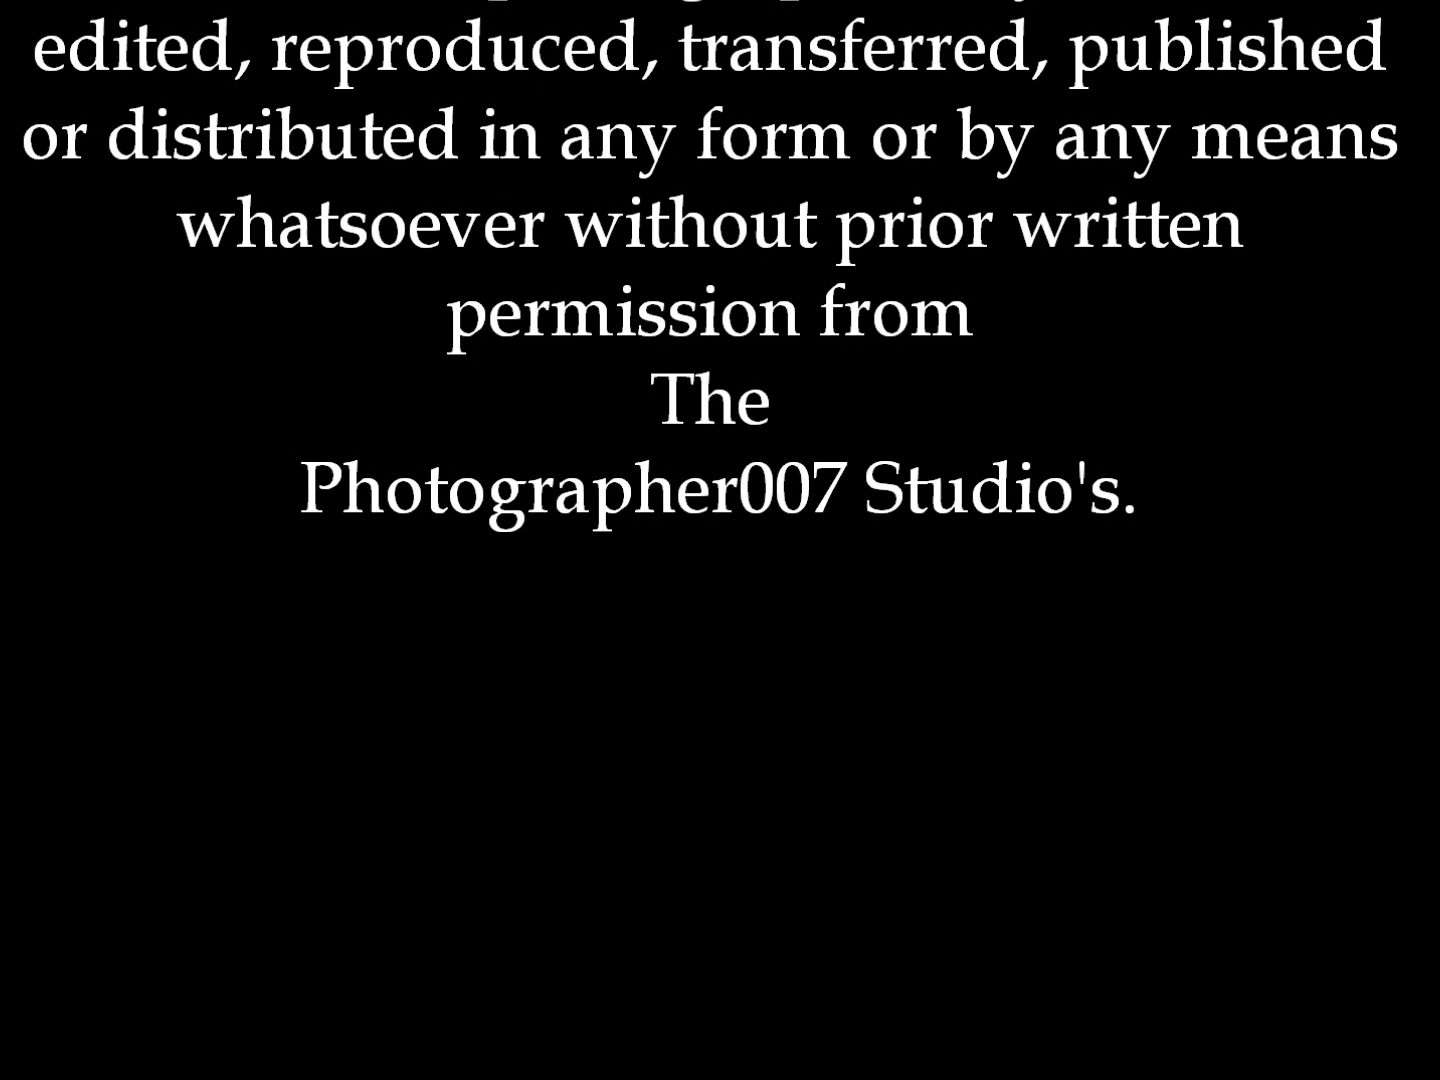 edited, reproduced, transferred, published
or distributed in any form or by any means
whatsoever without prior written
permission from
The
Photographer007 Studio's.